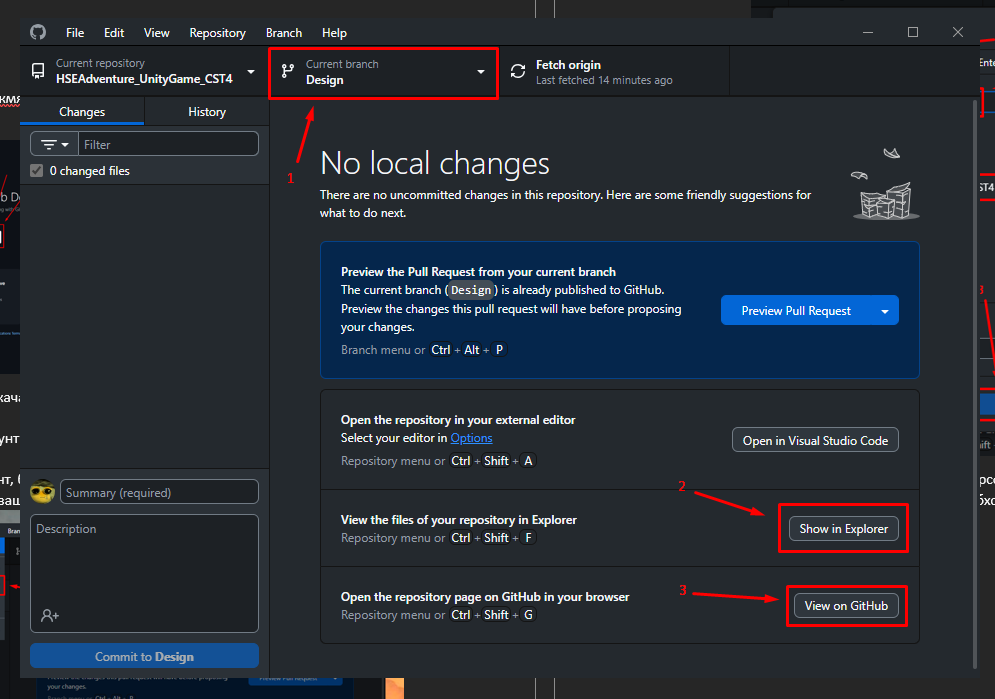 File Edit View Repository Branch Help
Current repository
HSEAdventure_UnityGame_CST4
Current branch
Design
Fetch origin
Last fetched 14 minutes ago
1
Changes History
Filter
0 changed files
No local changes
There are no uncommitted changes in this repository. Here are some friendly suggestions for
what to do next.
Preview the Pull Request from your current branch
The current branch (Design) is already published to GitHub.
Preview the changes this pull request will have before proposing
your changes.
Branch menu or Ctrl + Alt + P
Preview Pull Request
Open the repository in your external editor
Select your editor in Options
Repository menu or Ctrl + Shift + A
Open in Visual Studio Code
2
View the files of your repository in Explorer
Repository menu or Ctrl + Shift + F
Show in Explorer
3
Open the repository page on GitHub in your browser
Repository menu or Ctrl + Shift + G
View on GitHub
Summary (required)
Description
Commit to Design
your changes.